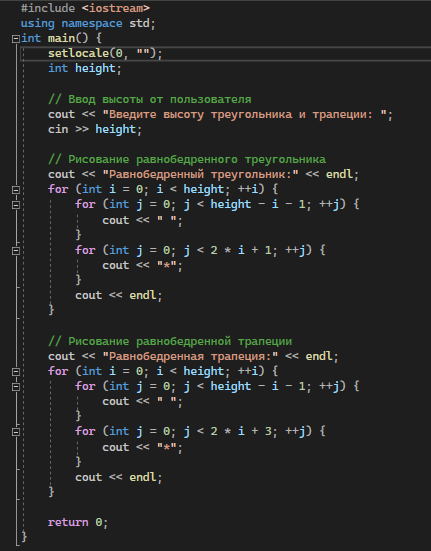 #include <iostream>
using namespace std;
int main() {
    setlocale(0, "");
    int height;

    // Ввод высоты от пользователя
    cout << "Введите высоту треугольника и трапеции: ";
    cin >> height;

    // Рисование равнобедренного треугольника
    cout << "Равнобедренный треугольник:" << endl;
    for (int i = 0; i < height; ++i) {
        for (int j = 0; j < height - i - 1; ++j) {
            cout << " ";
        }
        for (int j = 0; j < 2 * i + 1; ++j) {
            cout << "*";
        }
        cout << endl;
    }

    // Рисование равнобедренной трапеции
    cout << "Равнобедренная трапеция:" << endl;
    for (int i = 0; i < height; ++i) {
        for (int j = 0; j < height - i - 1; ++j) {
            cout << " ";
        }
        for (int j = 0; j < 2 * i + 3; ++j) {
            cout << "*";
        }
        cout << endl;
    }

    return 0;
}